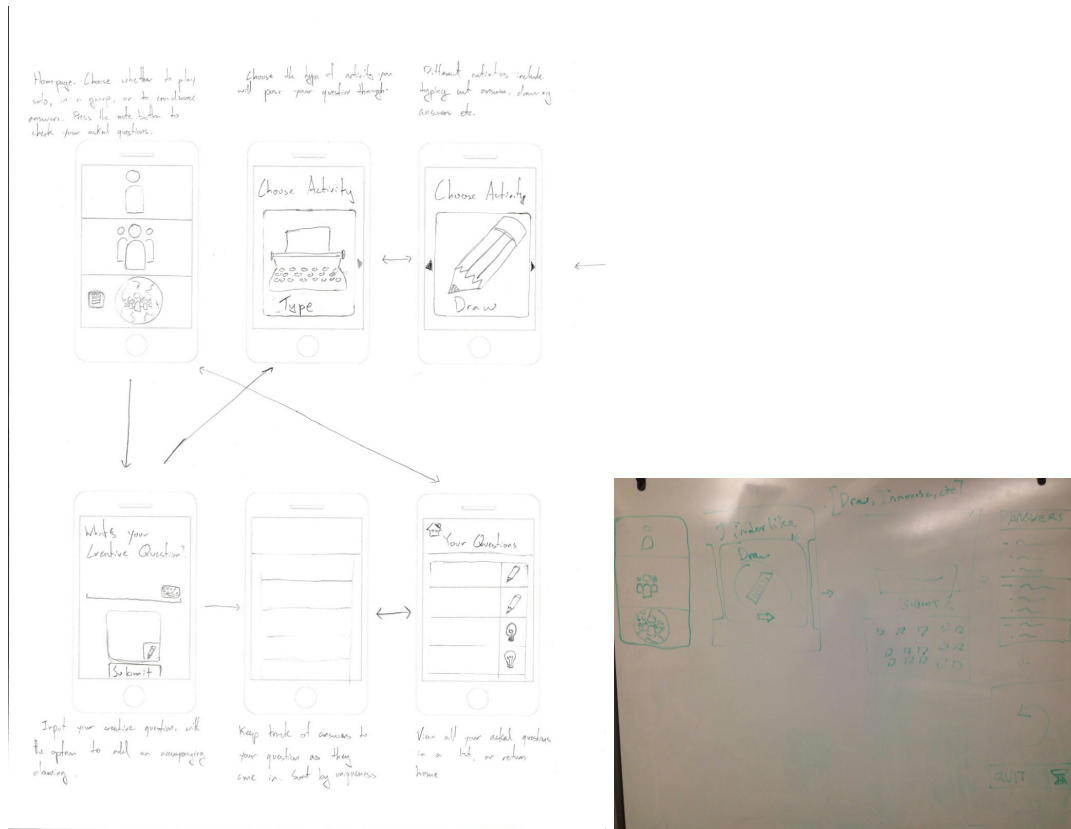 Homepage. Choose whether to play
solo, in a group, or to
answers. Press the note button to
check your asked questions.
Choose the type of activity you
will pose your question through.
Different activities include
typing out answers, drawing
answers etc.
Choose Activity
Type
Choose Activity
Draw
What's your
Creative Question?
Submit
Your Questions
Input your creative question, with
the option to add an accompanying
drawing.
Keep track of answers to
your question as they
come in. Sort by uniqueness
View all your asked questions
in a list, or return
home
[Draw, , etc]
Tinderlike
Draw
SUBMIT
ANSWERS
QUIT